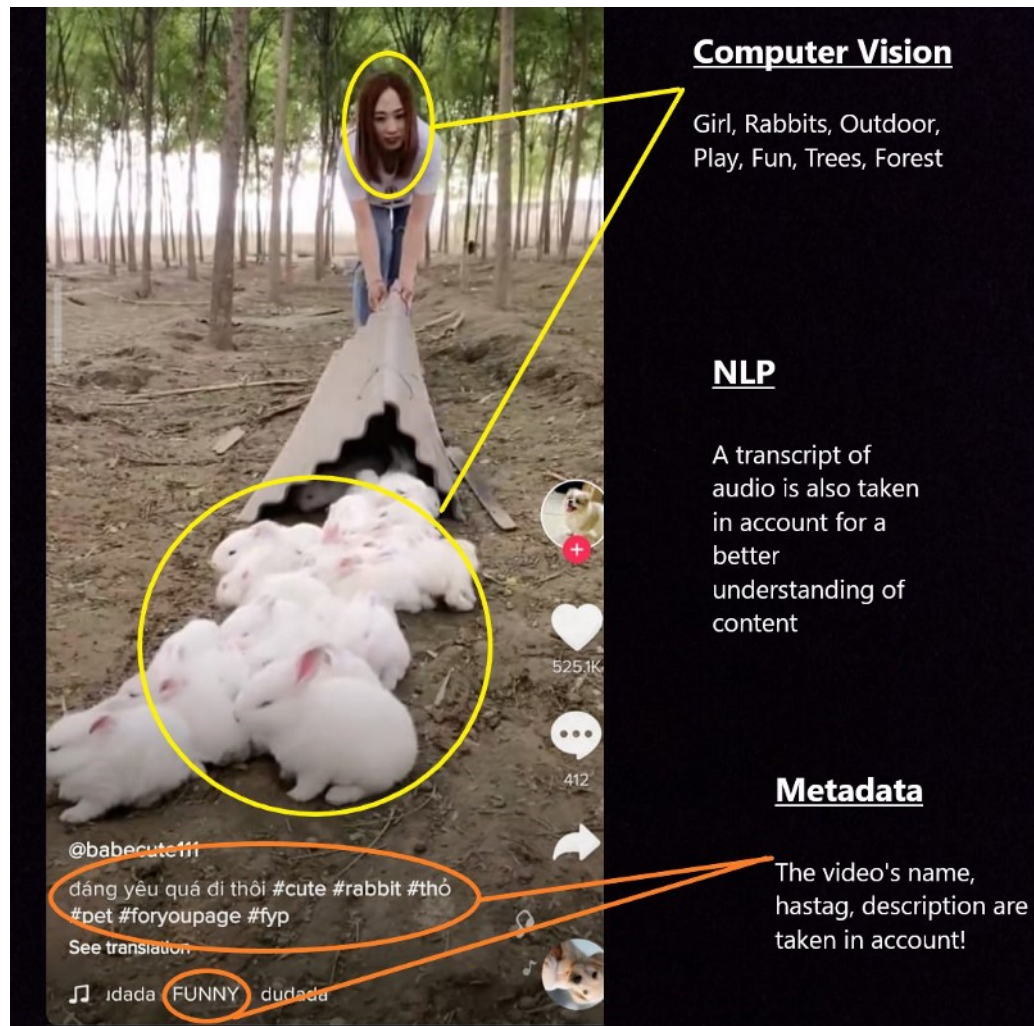 Computer Vision
Girl, Rabbits, Outdoor,
Play, Fun, Trees, Forest
NLP
A transcript of
audio is also taken
in account for a
better
understanding of
content
525.1K
412
Metadata
The video's name,
hastag, description are
taken in account!
@babecute111
đáng yêu quá đi thôi #cute #rabbit #thỏ
#pet #foryoupage #fyp
See translation
FUNNY dudada